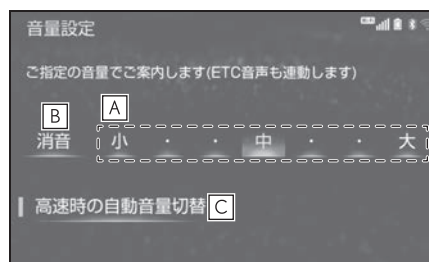 音量設定
ご指定の音量でご案内します(ETC音声も連動します)
B A
消音 小 ・ ・ 中 ・ ・ 大
高速時の自動音量切替 C